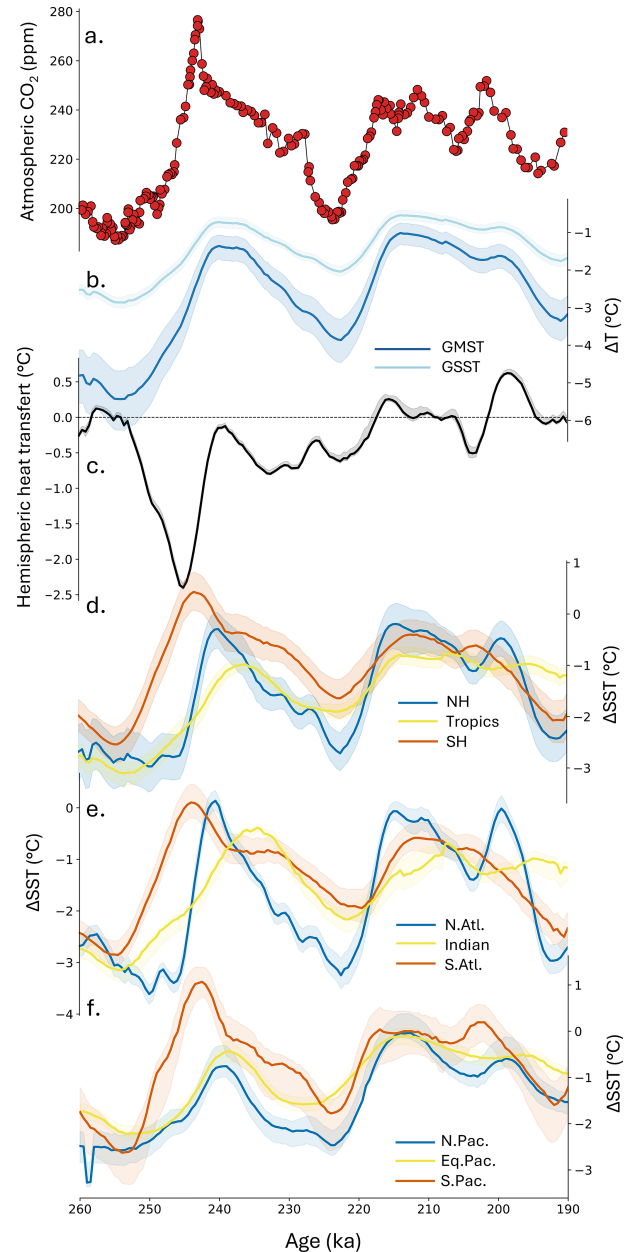 a.
Atmospheric CO₂ (ppm)
280
260
240
220
200
b.
ΔT (°C)
−1
−2
−3
−4
−5
−6
GMST
GSST
c.
Hemispheric heat transfert (°C)
0.5
0.0
−0.5
−1.0
−1.5
−2.0
−2.5
d.
ΔSST (°C)
1
0
−1
−2
−3
NH
Tropics
SH
e.
ΔSST (°C)
0
−1
−2
−3
−4
N.Atl.
Indian
S.Atl.
f.
ΔSST (°C)
1
0
−1
−2
−3
N.Pac.
Eq.Pac.
S.Pac.
260 250 240 230 220 210 200 190
Age (ka)